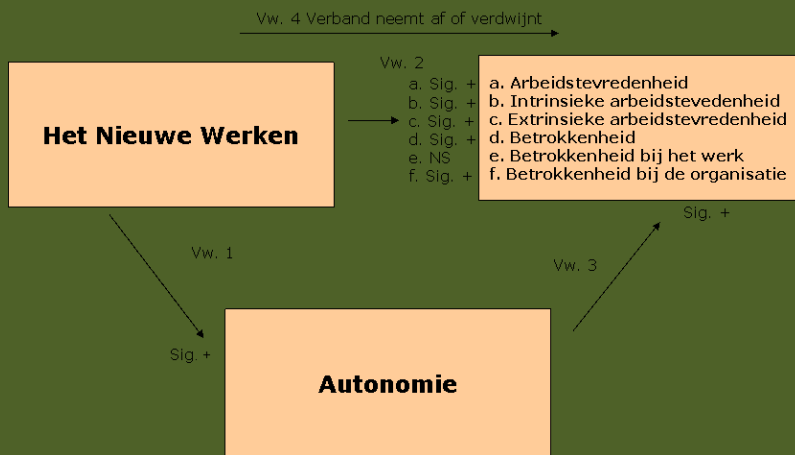 Vw. 4 Verband neemt af of verdwijnt
Vw. 2
a. Sig. +
b. Sig. +
c. Sig. +
d. Sig. +
e. NS
f. Sig. +
a. Arbeidstevredenheid
b. Intrinsieke arbeidstevedenheid
c. Extrinsieke arbeidstevredenheid
d. Betrokkenheid
e. Betrokkenheid bij het werk
f. Betrokkenheid bij de organisatie
Het Nieuwe Werken
Sig. +
Vw. 1
Vw. 3
Sig. +
Autonomie